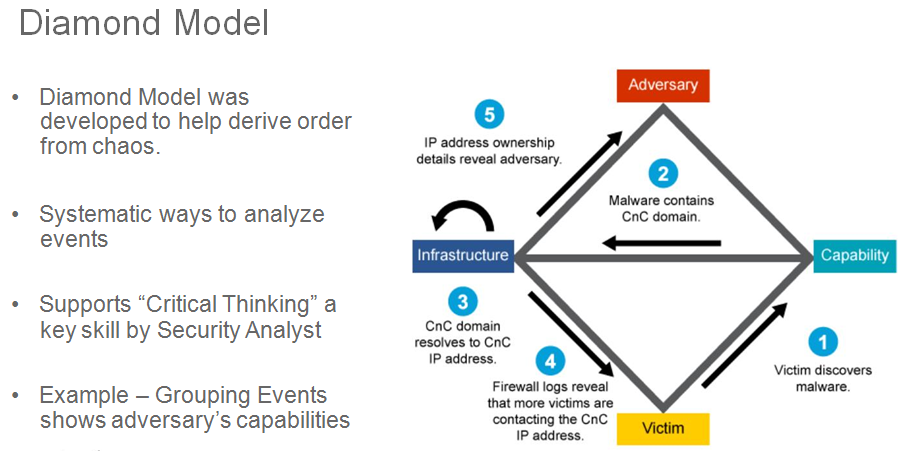 Diamond Model
• Diamond Model was
developed to help derive order
from chaos.
• Systematic ways to analyze
events
• Supports “Critical Thinking” a
key skill by Security Analyst
• Example – Grouping Events
shows adversary’s capabilities
Adversary
5
IP address ownership
details reveal adversary.
2
Malware contains
CnC domain.
Infrastructure
Capability
3
CnC domain
resolves to CnC
IP address.
4
Firewall logs reveal
that more victims are
contacting the CnC
IP address.
1
Victim discovers
malware.
Victim